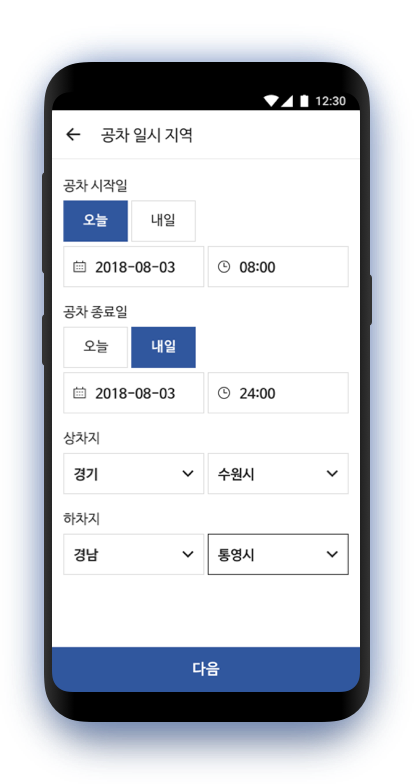 12:30
공차 일시 지역
공차 시작일
오늘 내일
2018-08-03 08:00
공차 종료일
오늘 내일
2018-08-03 24:00
상차지
경기 수원시
하차지
경남 통영시
다음